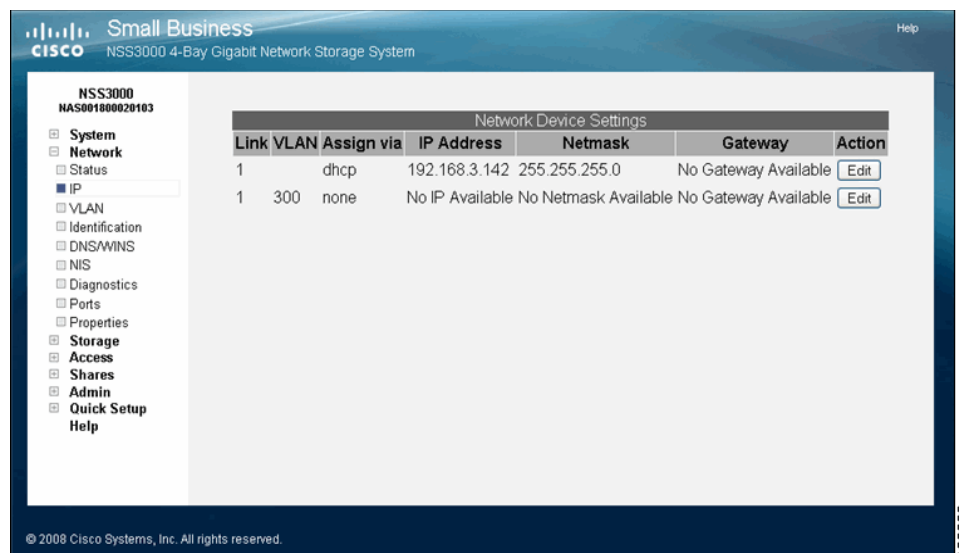 Small Business
Help
CISCO NSS3000 4-Bay Gigabit Network Storage System
NSS3000
NAS001800020103
System
Network
Status
IP
VLAN
Identification
DNS/WINS
NIS
Diagnostics
Ports
Properties
Storage
Access
Shares
Admin
Quick Setup
Help
Network Device Settings
Link VLAN Assign via IP Address Netmask Gateway Action
1 dhcp 192.168.3.142 255.255.255.0 No Gateway Available Edit
1 300 none No IP Available No Netmask Available No Gateway Available Edit
© 2008 Cisco Systems, Inc. All rights reserved.